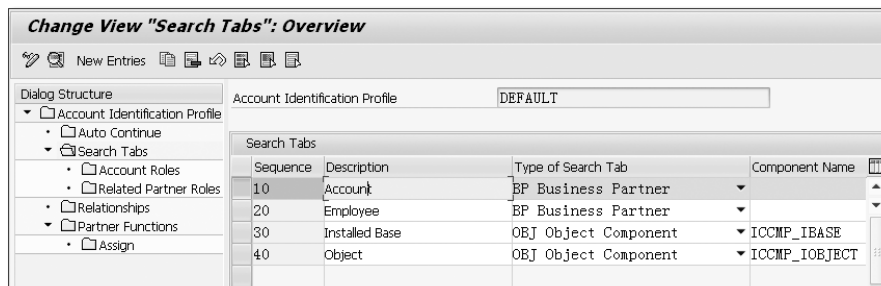 Change View "Search Tabs": Overview
New Entries
Dialog Structure
Account Identification Profile
Auto Continue
Search Tabs
Account Roles
Related Partner Roles
Relationships
Partner Functions
Assign
Account Identification Profile DEFAULT
Search Tabs
Sequence Description Type of Search Tab Component Name
10 Account BP Business Partner
20 Employee BP Business Partner
30 Installed Base OBJ Object Component ICCMP_IBASE
40 Object OBJ Object Component ICCMP_IOBJECT